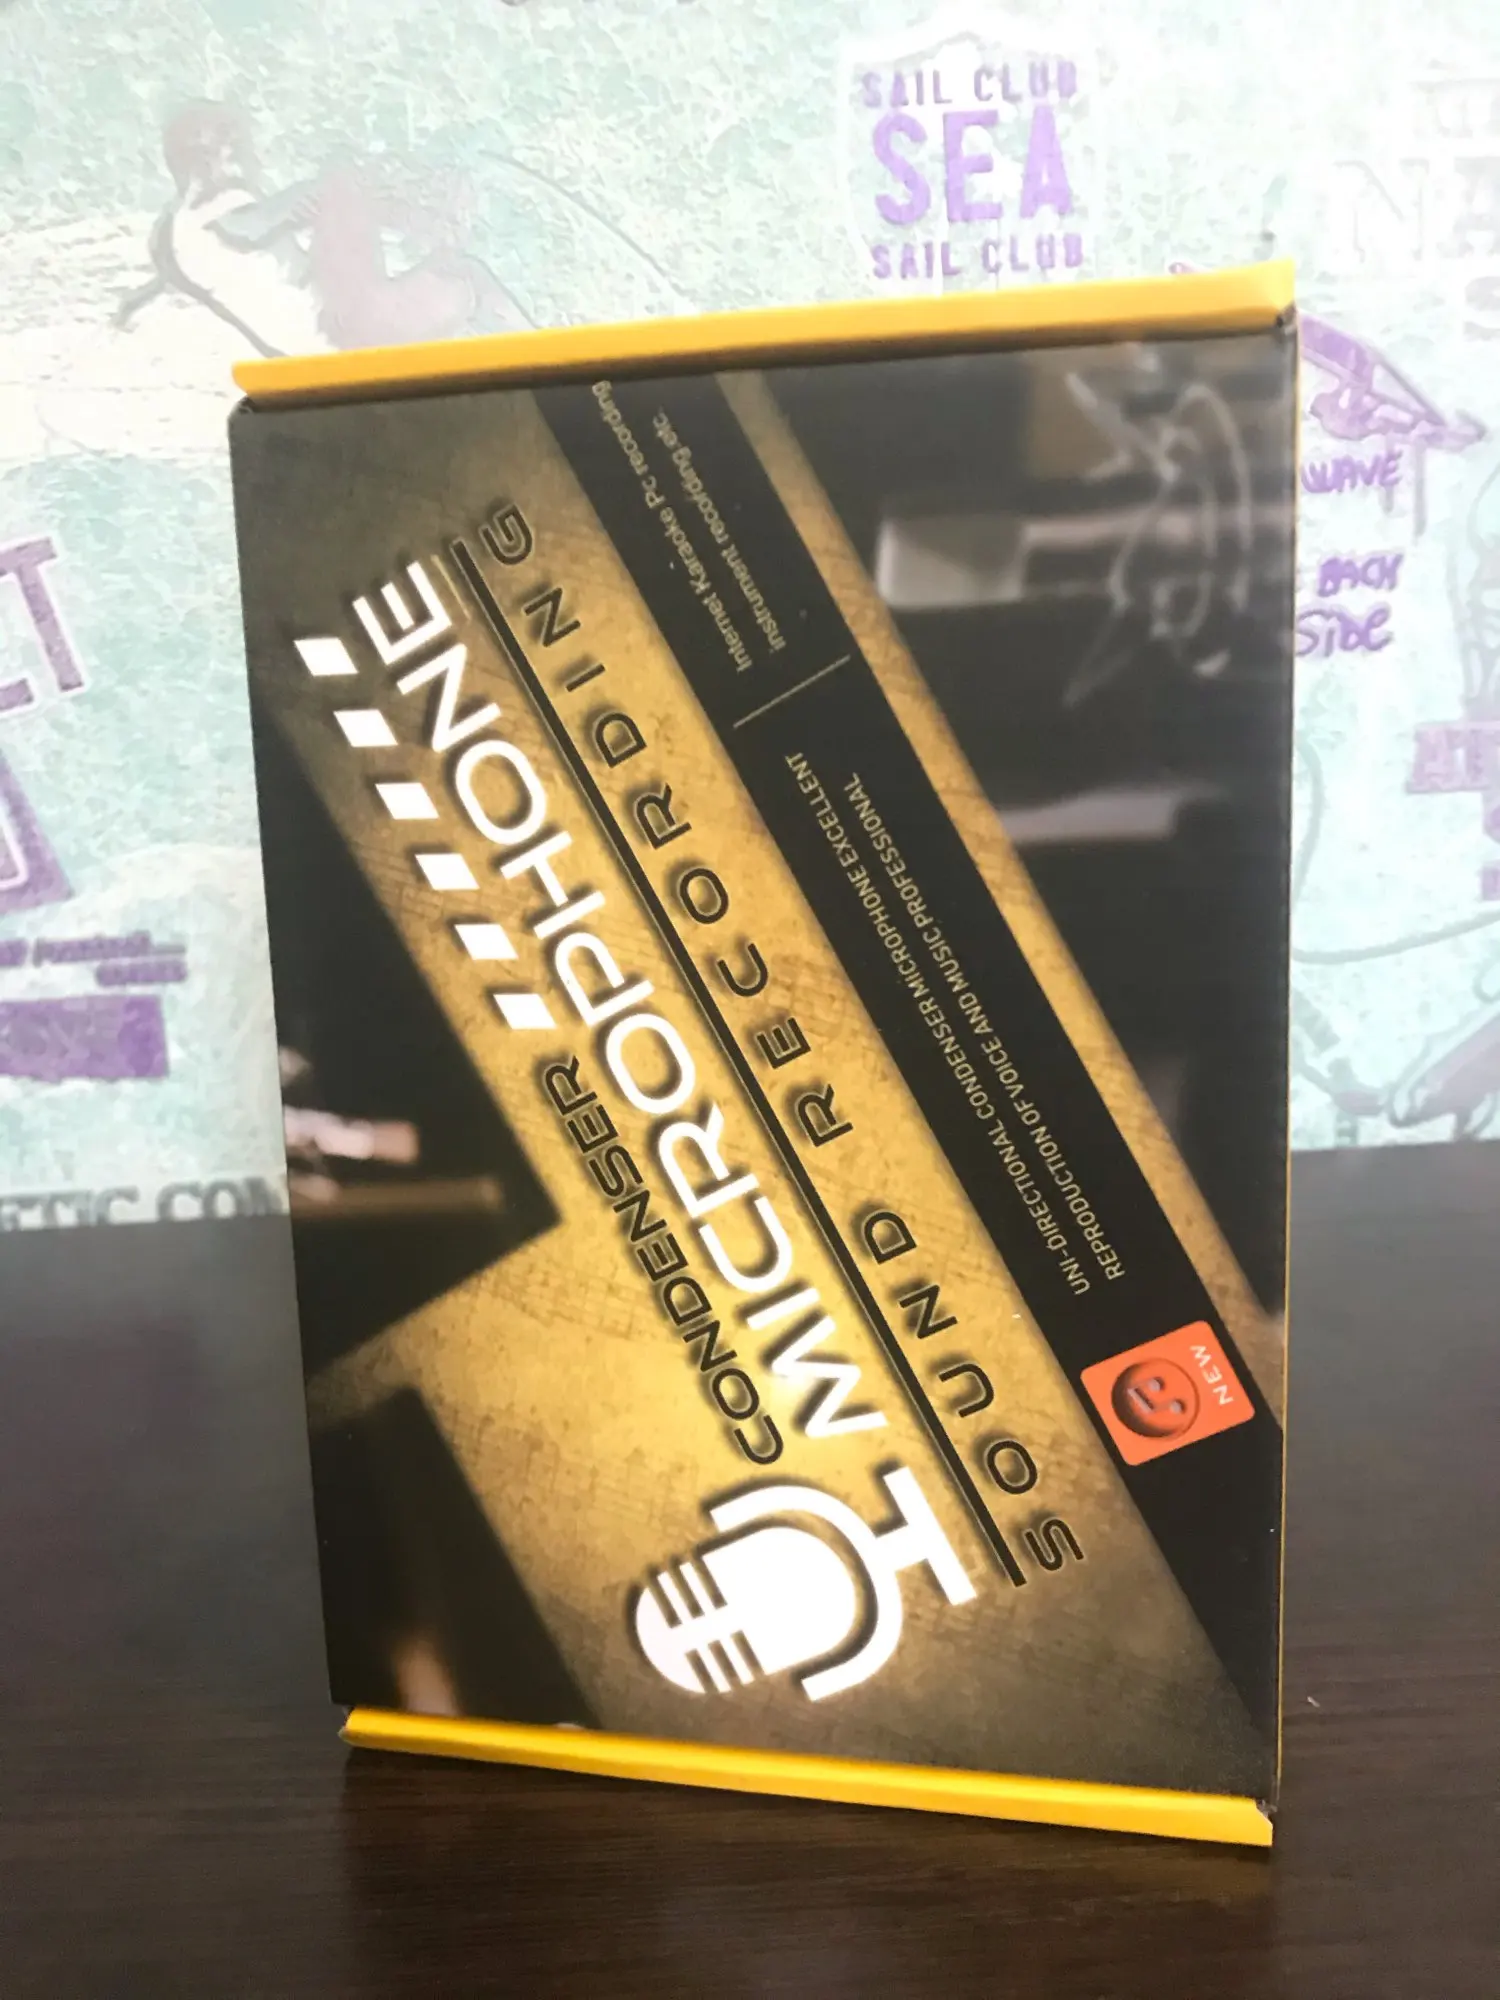 SAIL CLUB
SEA
SAIL CLUB
WAVE
BACK
SIDE
CONDENSER
MICROPHONE
SOUND RECORDING
UNI-DIRECTIONAL CONDENSER MICROPHONE EXCELLENT
REPRODUCTION OF VOICE AND MUSIC PROFESSIONAL
Internet Karaoke Pc recording
instrument recording etc.
NEW